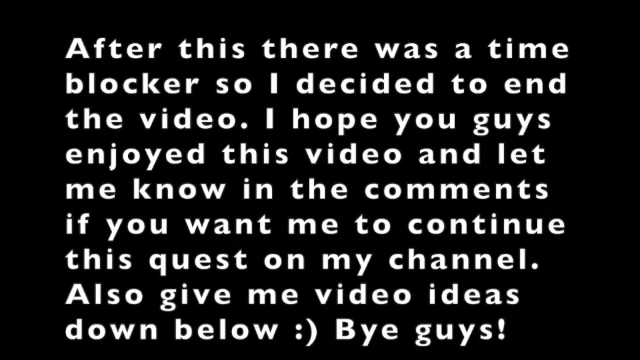 After this there was a time
blocker so I decided to end
the video. I hope you guys
enjoyed this video and let
me know in the comments
if you want me to continue
this quest on my channel.
Also give me video ideas
down below :) Bye guys!